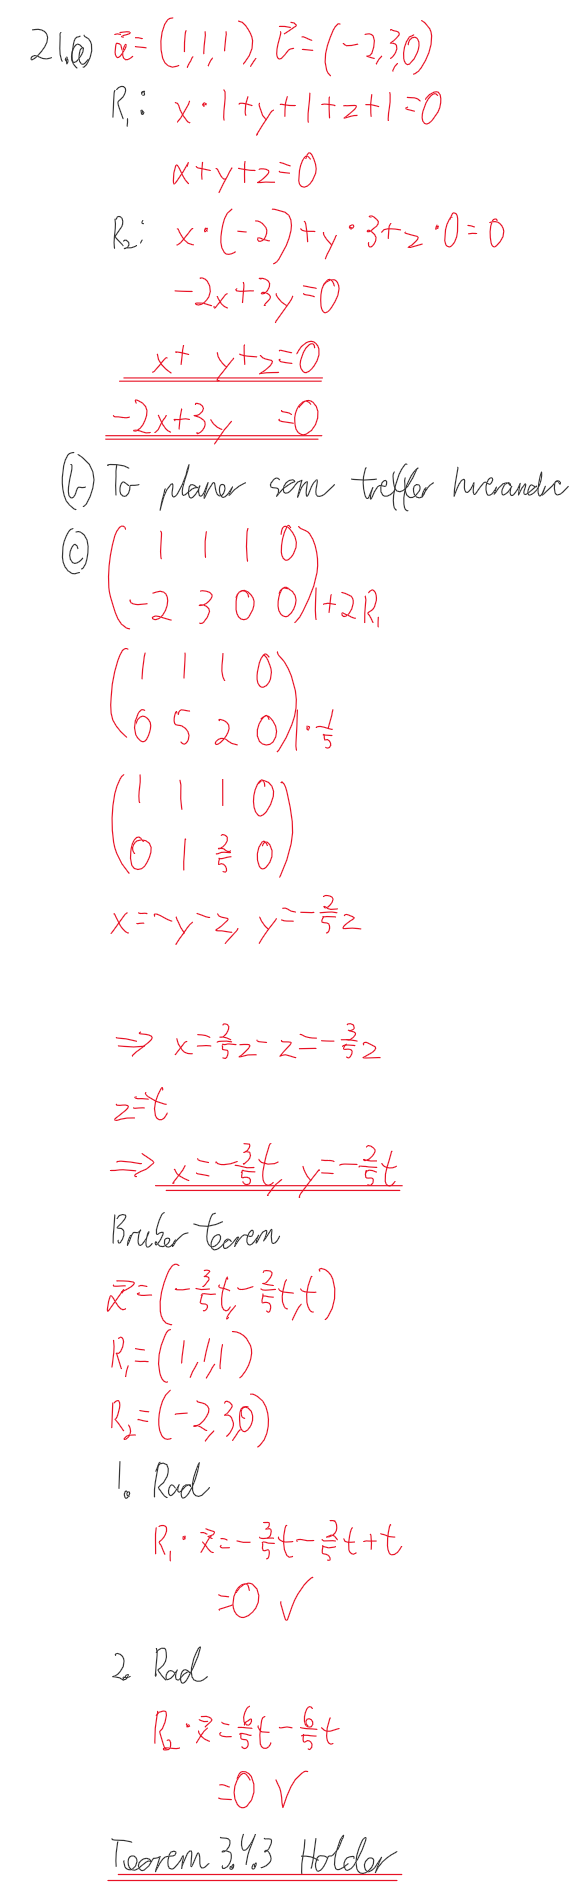 21.ⓐ a⃗=(1,1,1), b⃗=(-2,3,0)
R₁: x·1+y+1+z+1=0
x+y+z=0
R₂: x·(-2)+y·3+z·0=0
-2x+3y=0
x+ y+z=0
-2x+3y =0
ⓑ To planer som treffer hverandre
ⓒ ( 1 1 1 0 )
( -2 3 0 0 ) |+2R₁
( 1 1 1 0 )
( 0 5 2 0 ) |·1/5
( 1 1 1 0 )
( 0 1 2/5 0 )
x=-y-z, y=-2/5z
⇒ x=2/5z-z=-3/5z
z=t
⇒ x=-3/5t, y=-2/5t
Bruker teorem
x⃗=(-3/5t,-2/5t,t)
R₁=(1,1,1)
R₂=(-2,3,0)
1. Rad
R₁·x⃗=-3/5t-2/5t+t
=0 ✓
2. Rad
R₂·x⃗=6/5t-6/5t
=0 ✓
Teorem 3.4.3 Holder